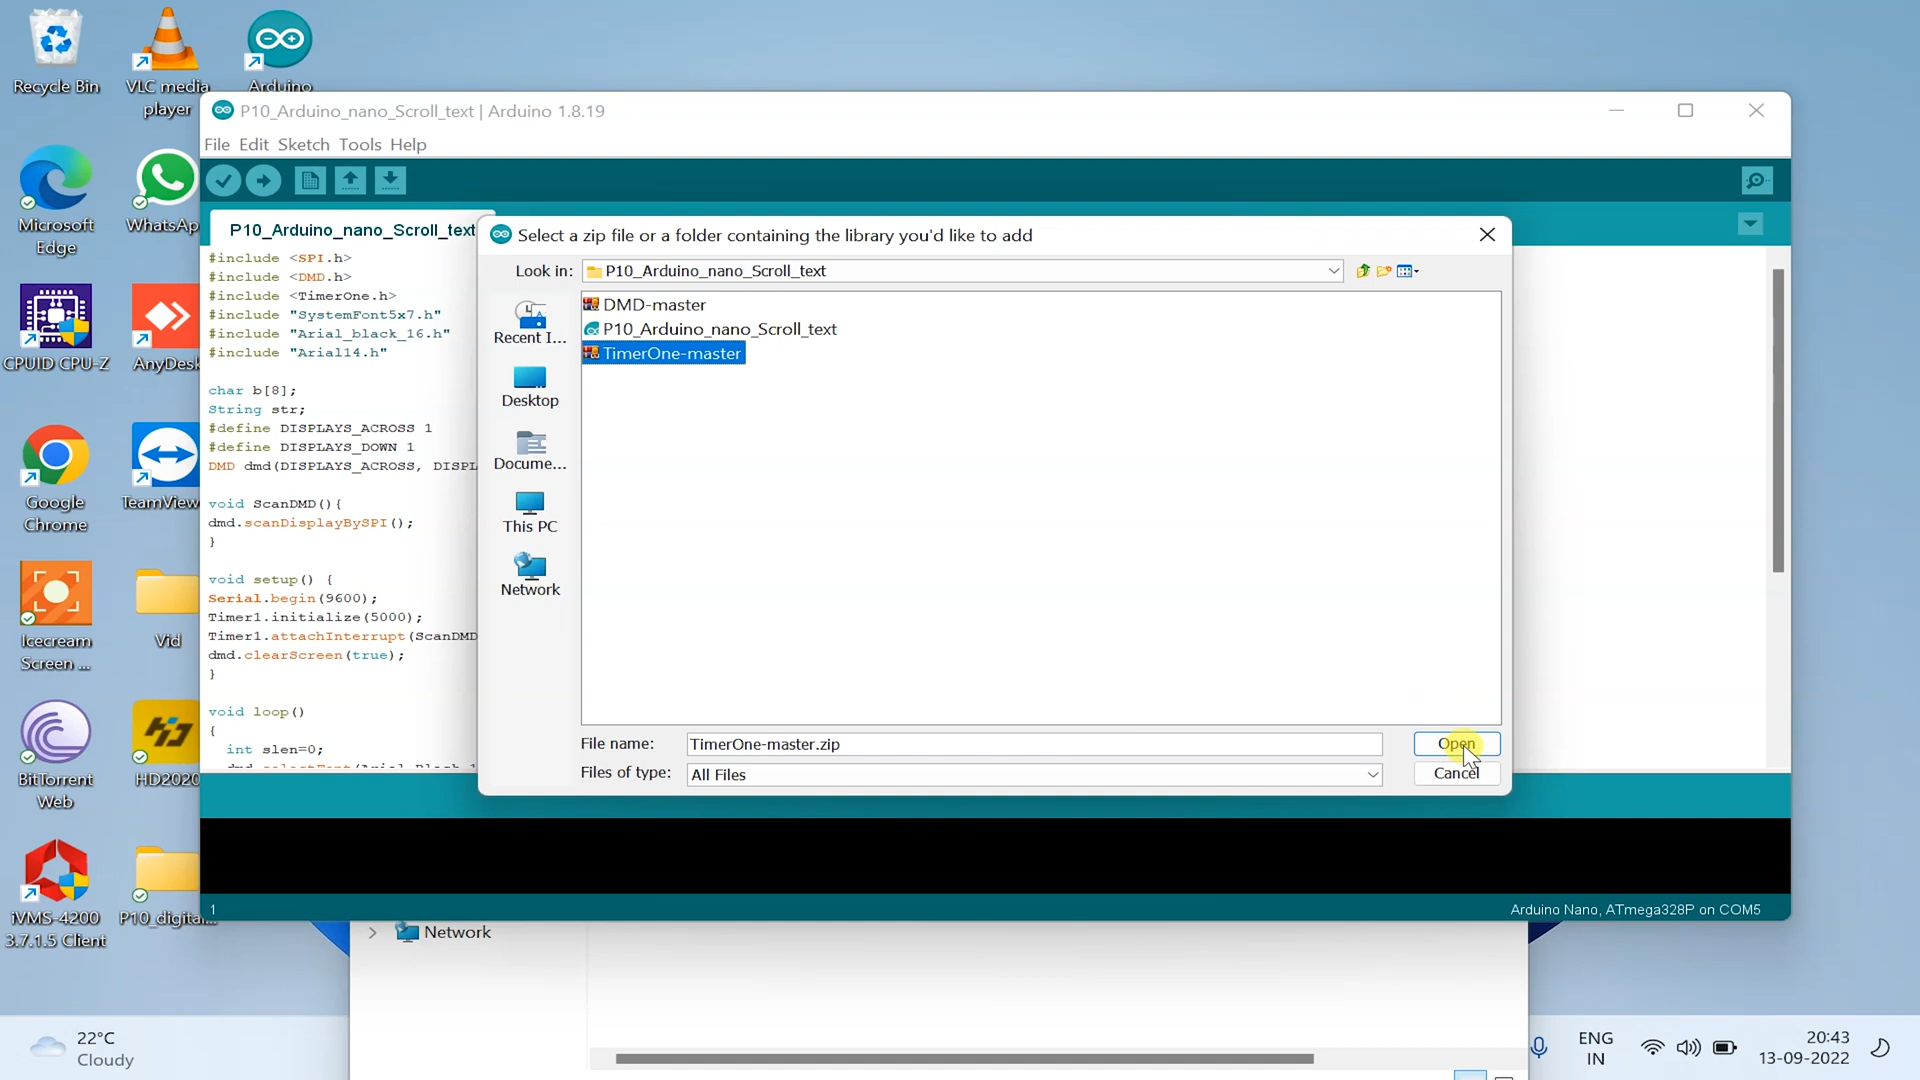 Recycle Bin
VLC media
player
Arduino
Microsoft
Edge
WhatsAp
CPUID CPU-Z
AnyDesk
Google
Chrome
TeamView
Icecream
Screen ...
Vid
BitTorrent
Web
HD2020
iVMS-4200
3.7.1.5 Client
P10_digital...
P10_Arduino_nano_Scroll_text | Arduino 1.8.19
File Edit Sketch Tools Help
P10_Arduino_nano_Scroll_text
#include <SPI.h>
#include <DMD.h>
#include <TimerOne.h>
#include "SystemFont5x7.h"
#include "Arial_black_16.h"
#include "Arial14.h"
char b[8];
String str;
#define DISPLAYS_ACROSS 1
#define DISPLAYS_DOWN 1
DMD dmd(DISPLAYS_ACROSS, DISPL
void ScanDMD(){
dmd.scanDisplayBySPI();
}
void setup() {
Serial.begin(9600);
Timer1.initialize(5000);
Timer1.attachInterrupt(ScanDMD
dmd.clearScreen(true);
}
void loop()
{
int slen=0;
Select a zip file or a folder containing the library you'd like to add
Look in: P10_Arduino_nano_Scroll_text
Recent I...
Desktop
Docume...
This PC
Network
DMD-master
P10_Arduino_nano_Scroll_text
TimerOne-master
File name: TimerOne-master.zip
Open
Files of type: All Files
Cancel
1
Arduino Nano, ATmega328P on COM5
Network
22°C
Cloudy
ENG
IN
20:43
13-09-2022